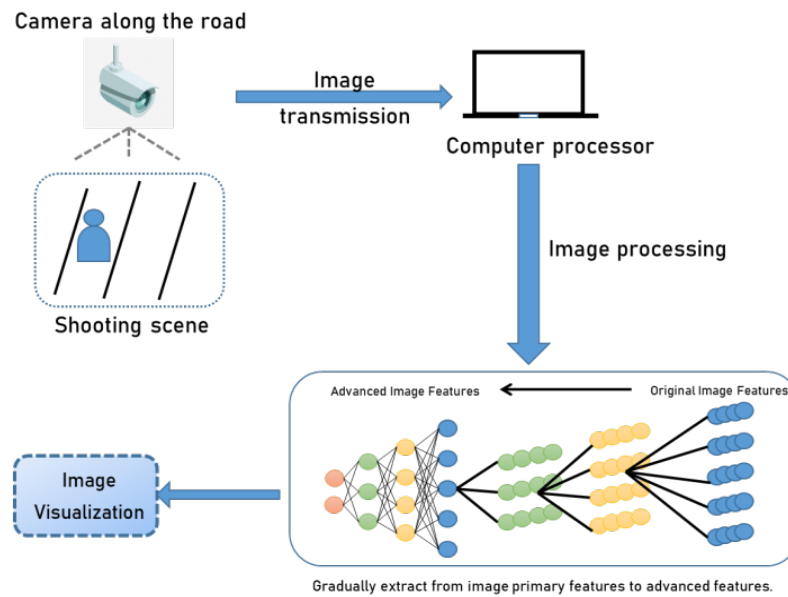 Camera along the road
Image
transmission
Computer processor
Shooting scene
Image processing
Advanced Image Features
Original Image Features
Image
Visualization
Gradually extract from image primary features to advanced features.